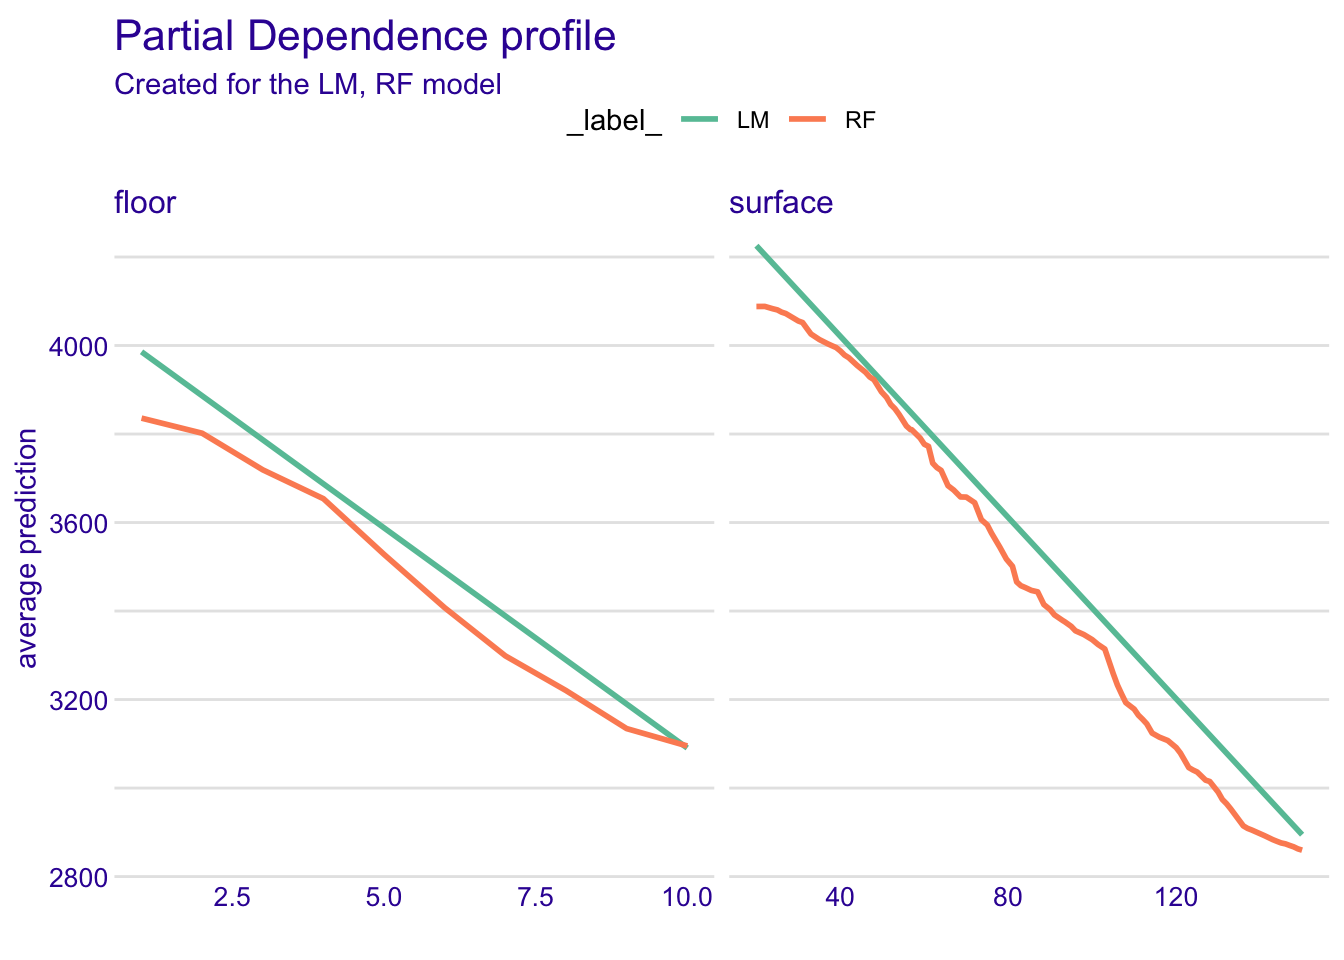 Partial Dependence profile
Created for the LM, RF model
_label_ LM RF
floor surface
average prediction
4000
3600
3200
2800
2.5 5.0 7.5 10.0 40 80 120